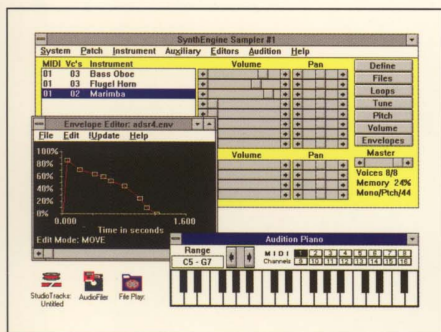 SynthEngine Sampler #1
System Patch Instrument Auxiliary Editors Audition Help
MIDI Vc's Instrument Volume Pan
01 03 Bass Oboe
01 03 Flugel Horn
01 02 Marimba
Define
Files
Loops
Tune
Pitch
Volume
Envelopes
Master
Voices 8/8
Memory 24%
Mono/Ptch/44
Volume Pan
Envelope Editor: adsr4.env
File Edit !Update Help
100%
80%
60%
40%
20%
0%
0.000 1.600
Time in seconds
Edit Mode: MOVE
Audition Piano
Range
C5 - G7
MIDI
Channels
1 2 3 4 5 6 7 8
9 10 11 12 13 14 15 16
StudioTracks: Untitled
AudioFiler
File Play: